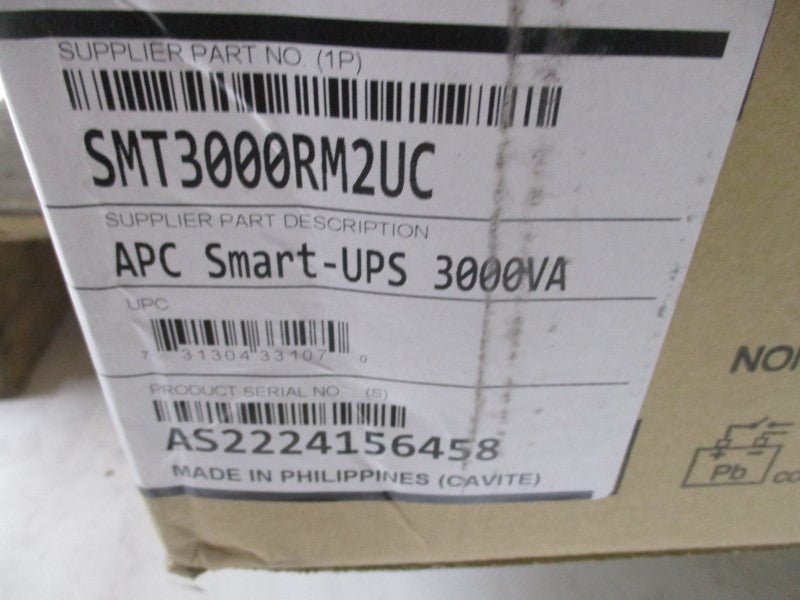 SUPPLIER PART NO. (1P)
SMT3000RM2UC
SUPPLIER PART DESCRIPTION
APC Smart-UPS 3000VA
UPC
7 31304 33107 0
PRODUCT SERIAL NO. (S)
AS2224156458
MADE IN PHILIPPINES (CAVITE)
Pb